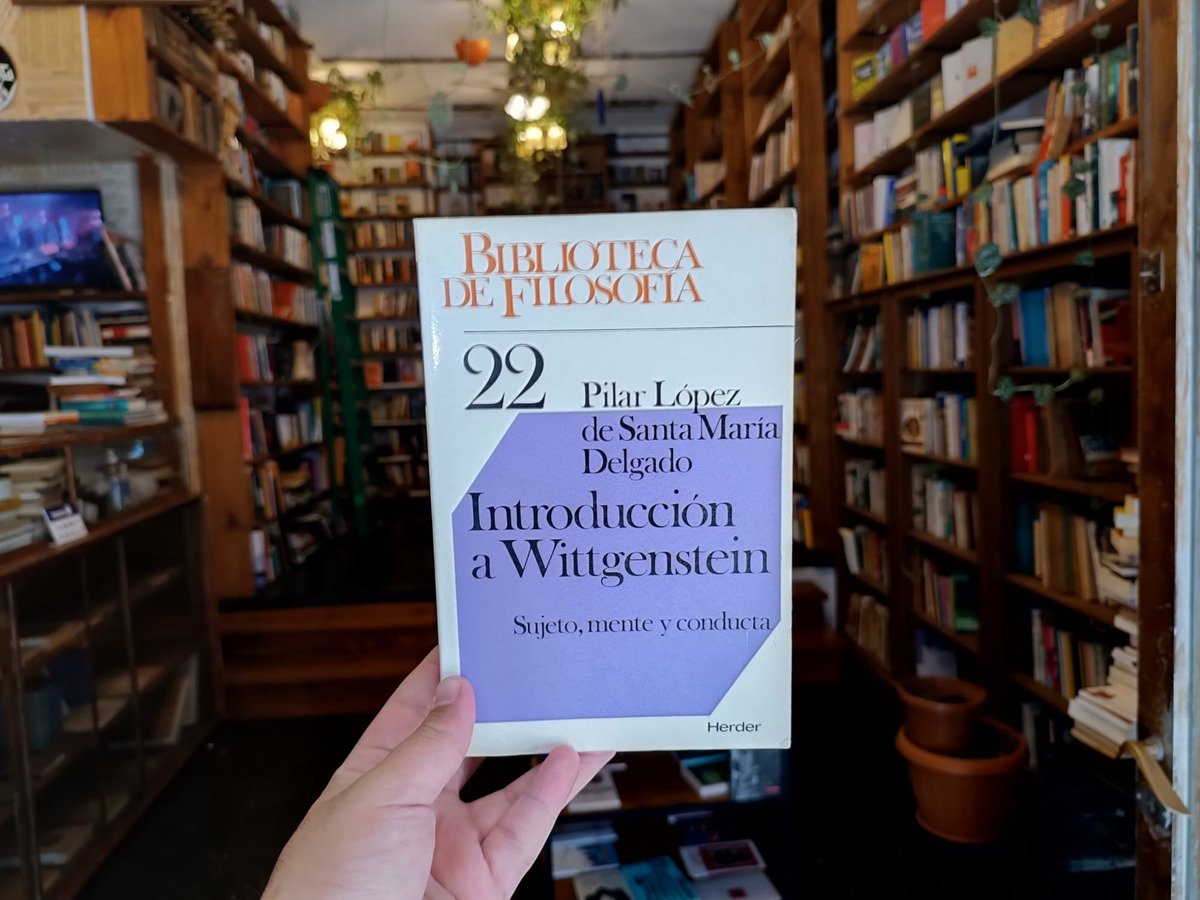 BIBLIOTECA
DE FILOSOFÍA
22
Pilar López
de Santa María
Delgado
Introducción
a Wittgenstein
Sujeto, mente y conducta
Herder